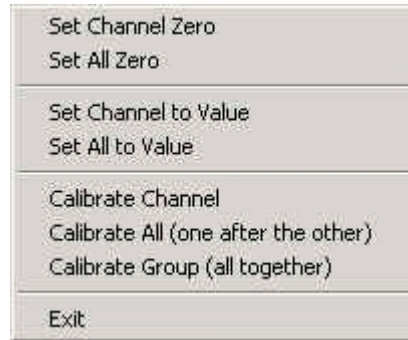 Set Channel Zero
Set All Zero
Set Channel to Value
Set All to Value
Calibrate Channel
Calibrate All (one after the other)
Calibrate Group (all together)
Exit